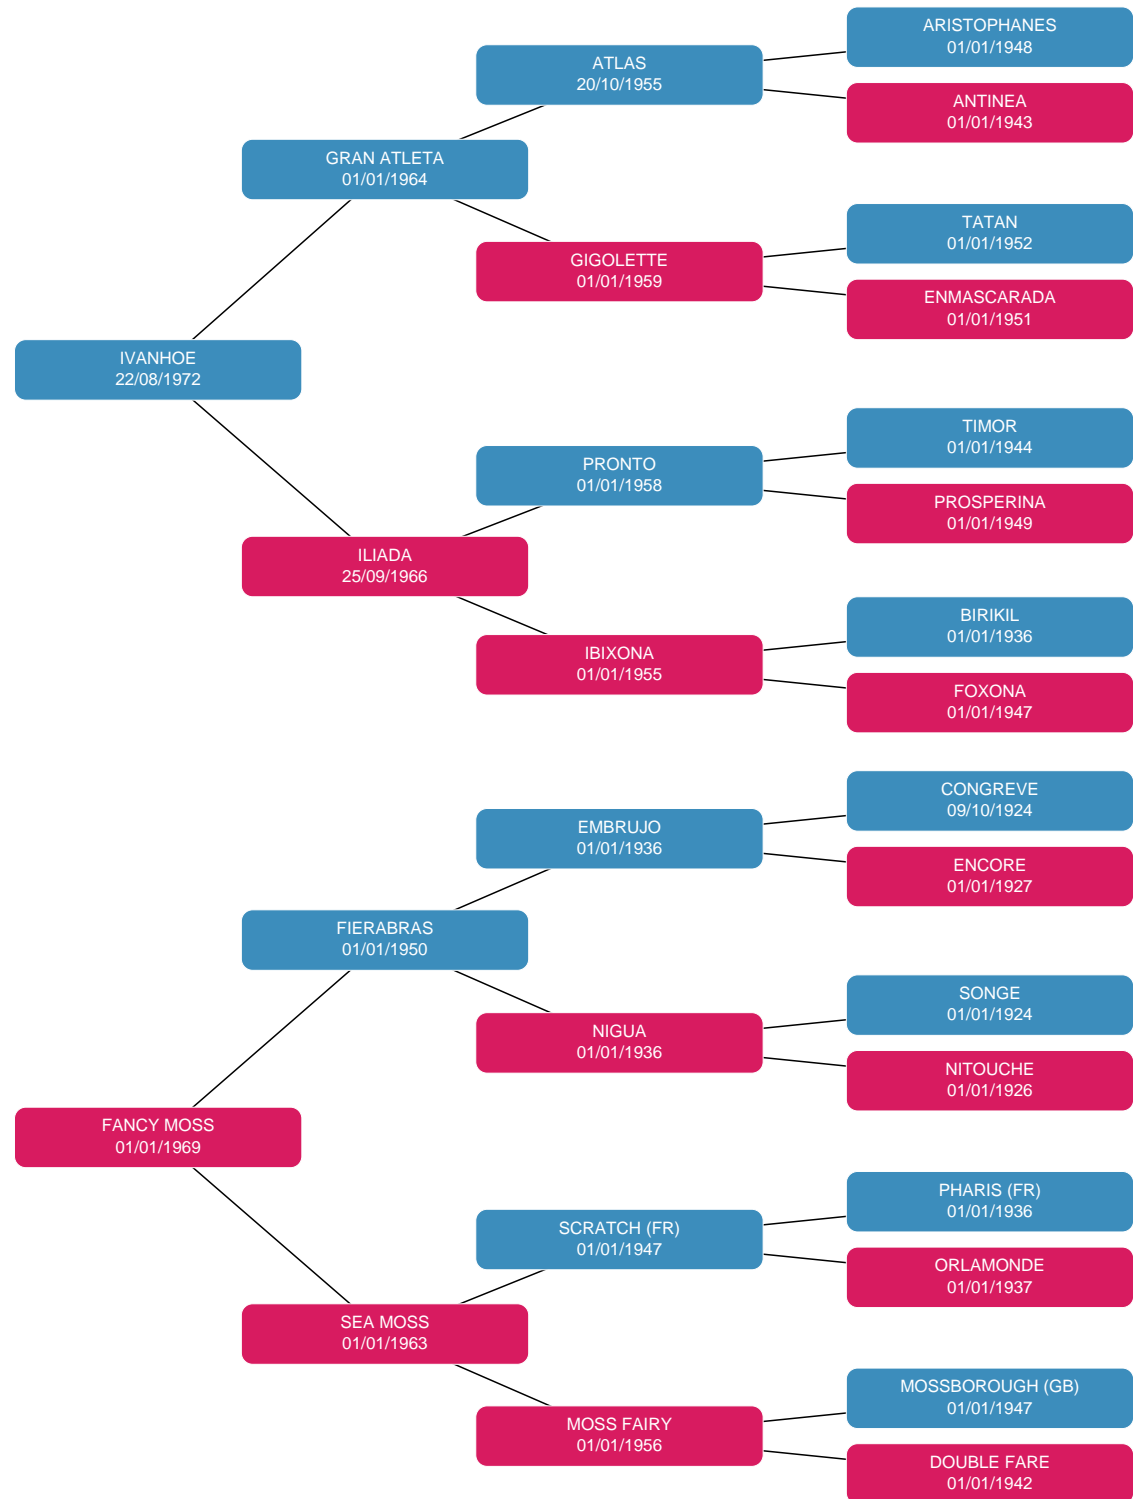 ARISTOPHANES
01/01/1948
ATLAS
20/10/1955
ANTINEA
01/01/1943
GRAN ATLETA
01/01/1964
TATAN
01/01/1952
GIGOLETTE
01/01/1959
ENMASCARADA
01/01/1951
IVANHOE
22/08/1972
TIMOR
01/01/1944
PRONTO
01/01/1958
PROSPERINA
01/01/1949
ILIADA
25/09/1966
BIRIKIL
01/01/1936
IBIXONA
01/01/1955
FOXONA
01/01/1947
CONGREVE
09/10/1924
EMBRUJO
01/01/1936
ENCORE
01/01/1927
FIERABRAS
01/01/1950
SONGE
01/01/1924
NIGUA
01/01/1936
NITOUCHE
01/01/1926
FANCY MOSS
01/01/1969
PHARIS (FR)
01/01/1936
SCRATCH (FR)
01/01/1947
ORLAMONDE
01/01/1937
SEA MOSS
01/01/1963
MOSSBOROUGH (GB)
01/01/1947
MOSS FAIRY
01/01/1956
DOUBLE FARE
01/01/1942